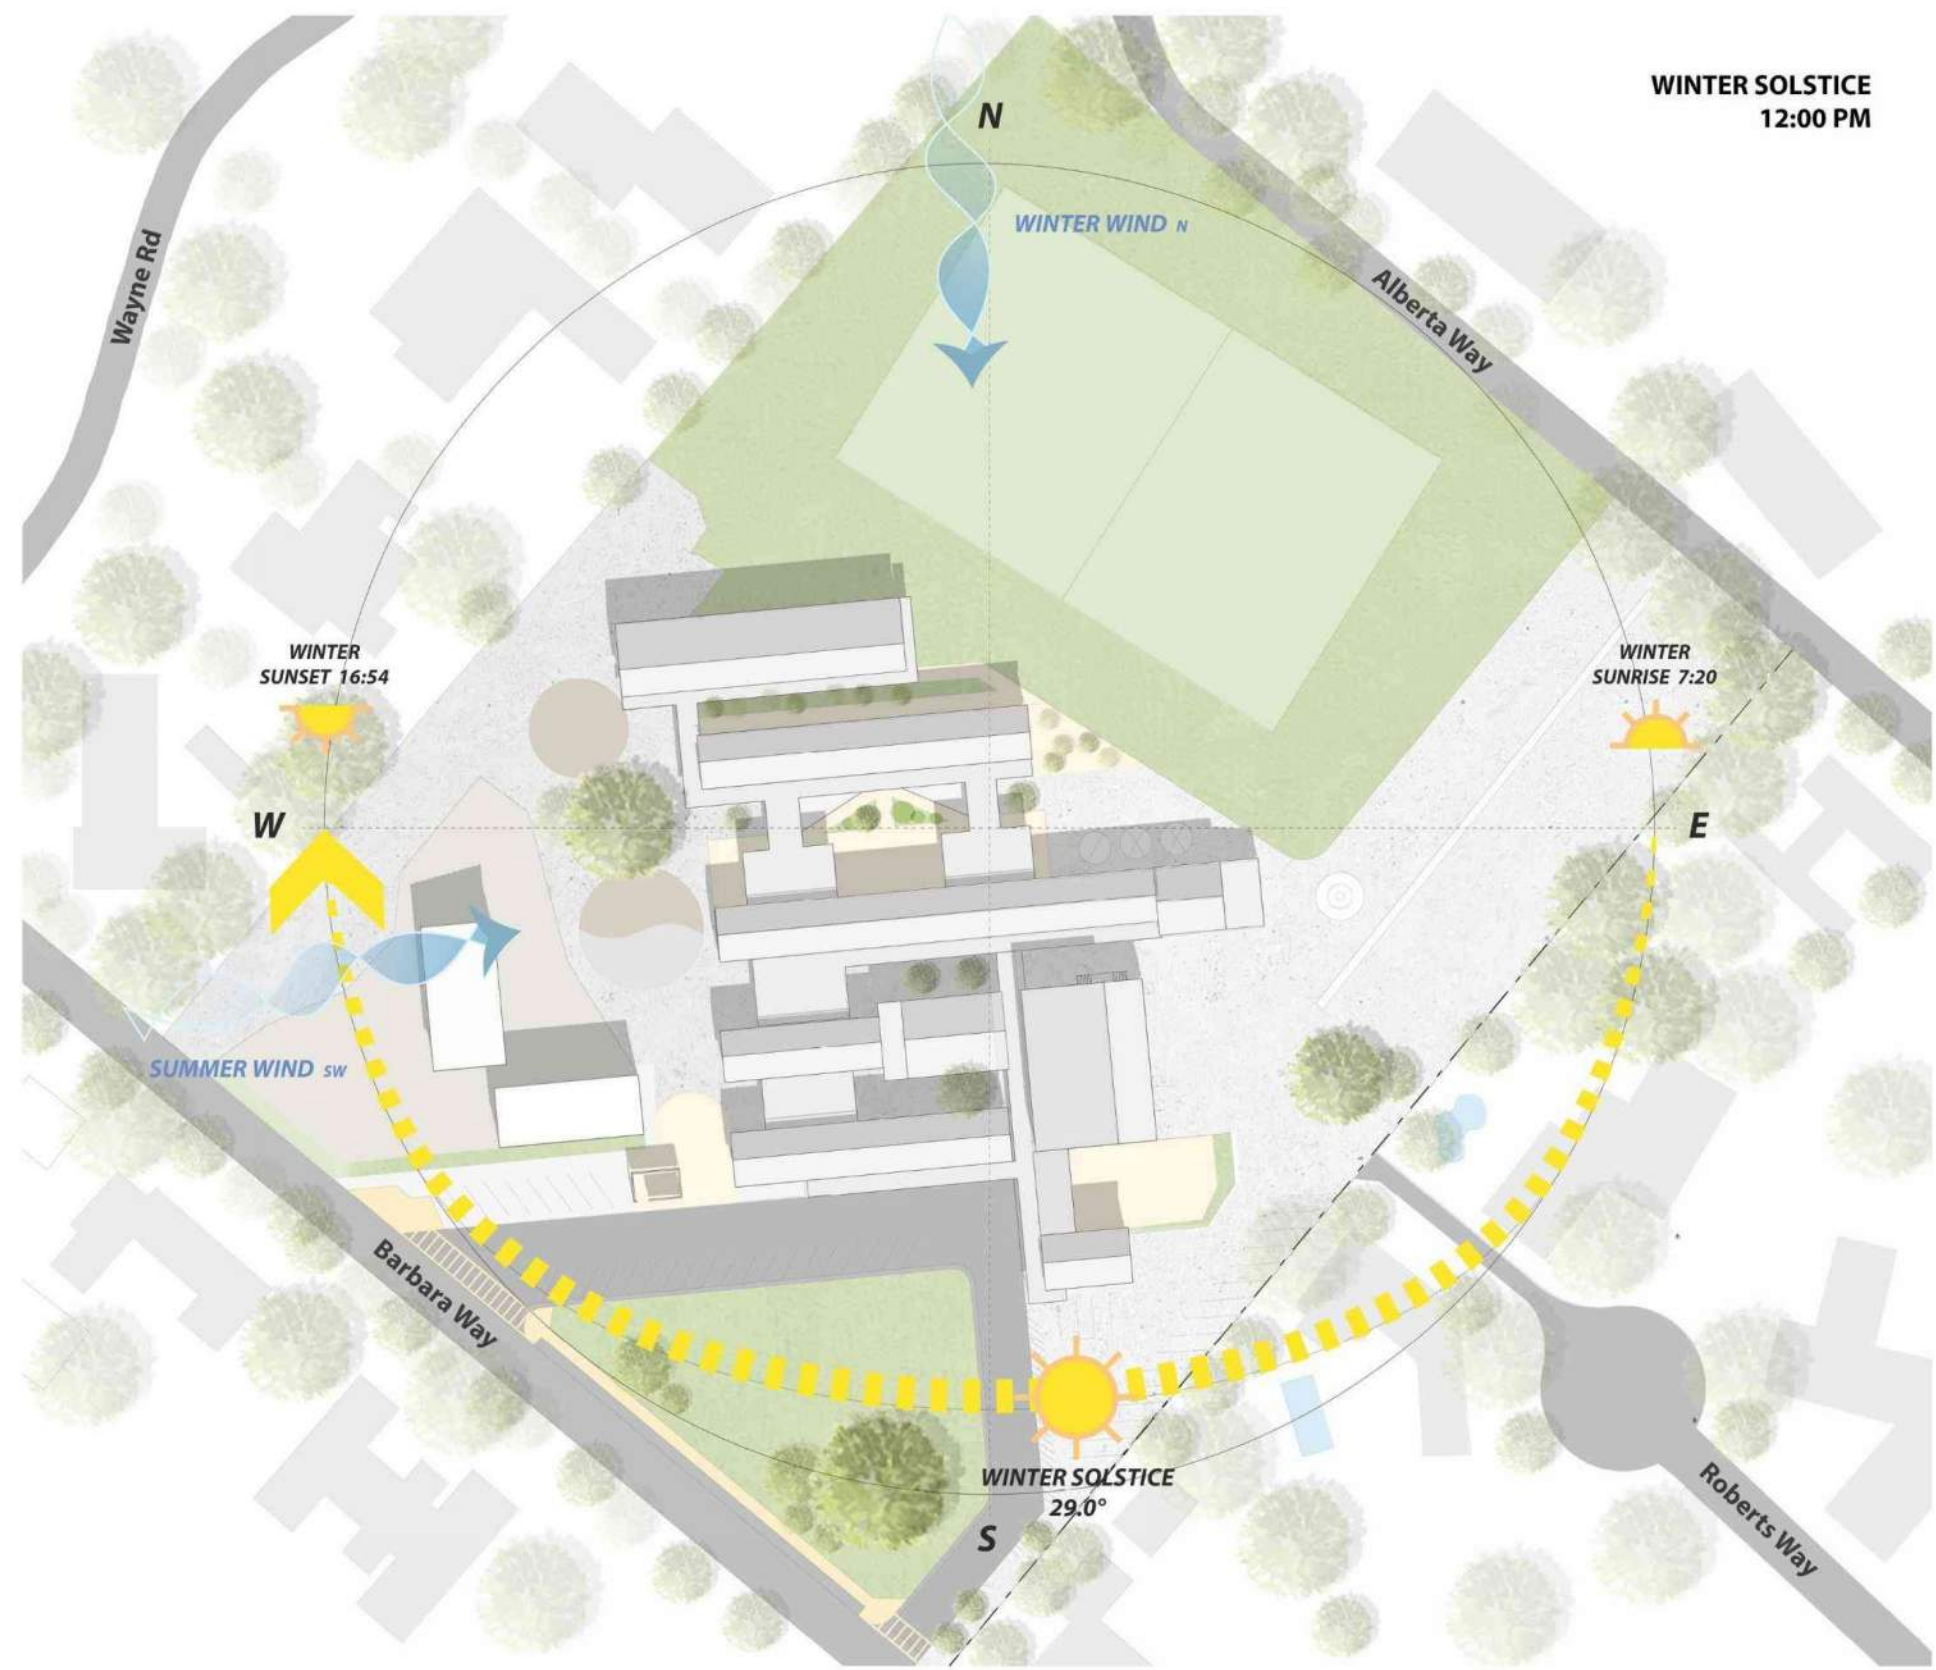 WINTER SOLSTICE
12:00 PM
N
WINTER WIND N
Wayne Rd
Alberta Way
WINTER
SUNSET 16:54
WINTER
SUNRISE 7:20
W
E
SUMMER WIND SW
Barbara Way
WINTER SOLSTICE
29.0°
S
Roberts Way